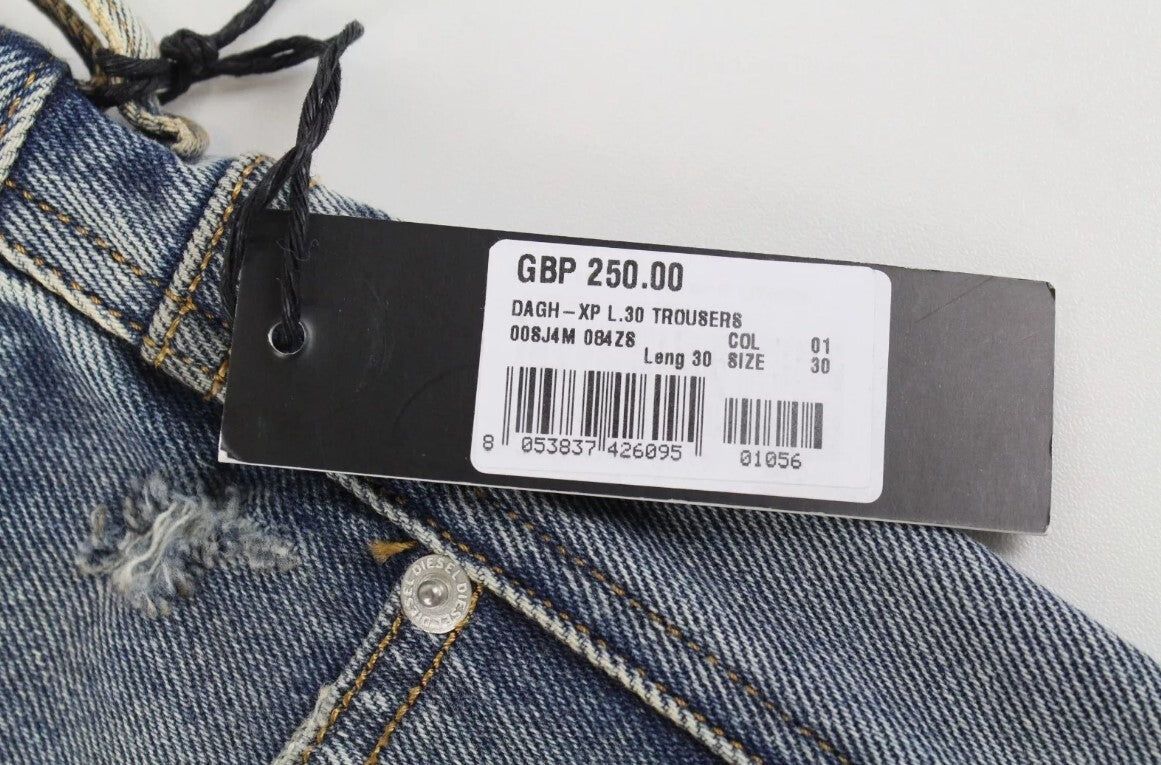 GBP 250.00
DAGH-XP L.30 TROUSERS
00SJ4M 084ZS COL 01
Leng 30 SIZE 30
8 053837 426095
01056
DIESEL DIESEL